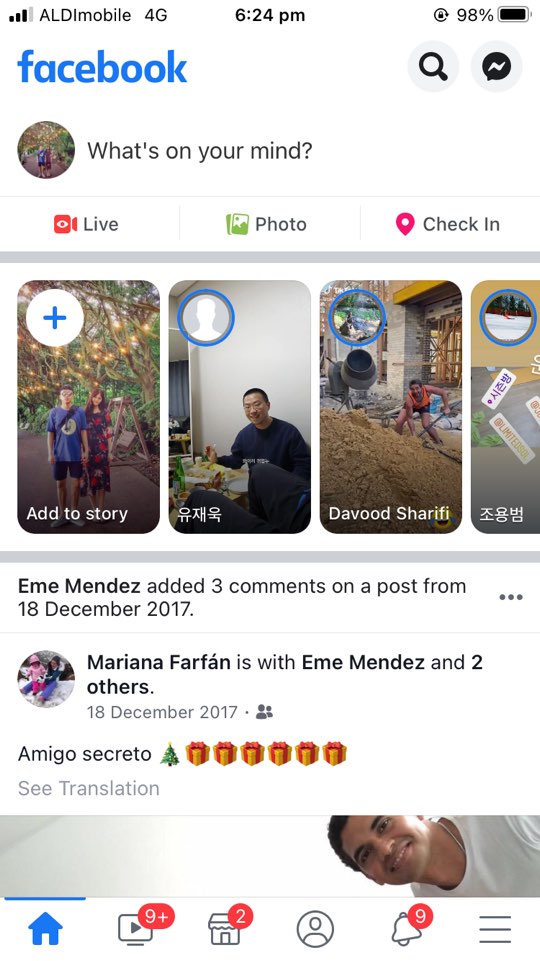 ALDImobile 4G 6:24 pm 98%
facebook
What's on your mind?
Live Photo Check In
Add to story 유재욱 Davood Sharifi 조용범
Eme Mendez added 3 comments on a post from
18 December 2017.
Mariana Farfán is with Eme Mendez and 2
others.
18 December 2017 ·
Amigo secreto 🎄🎁🎁🎁🎁🎁🎁
See Translation
9+ 2 9